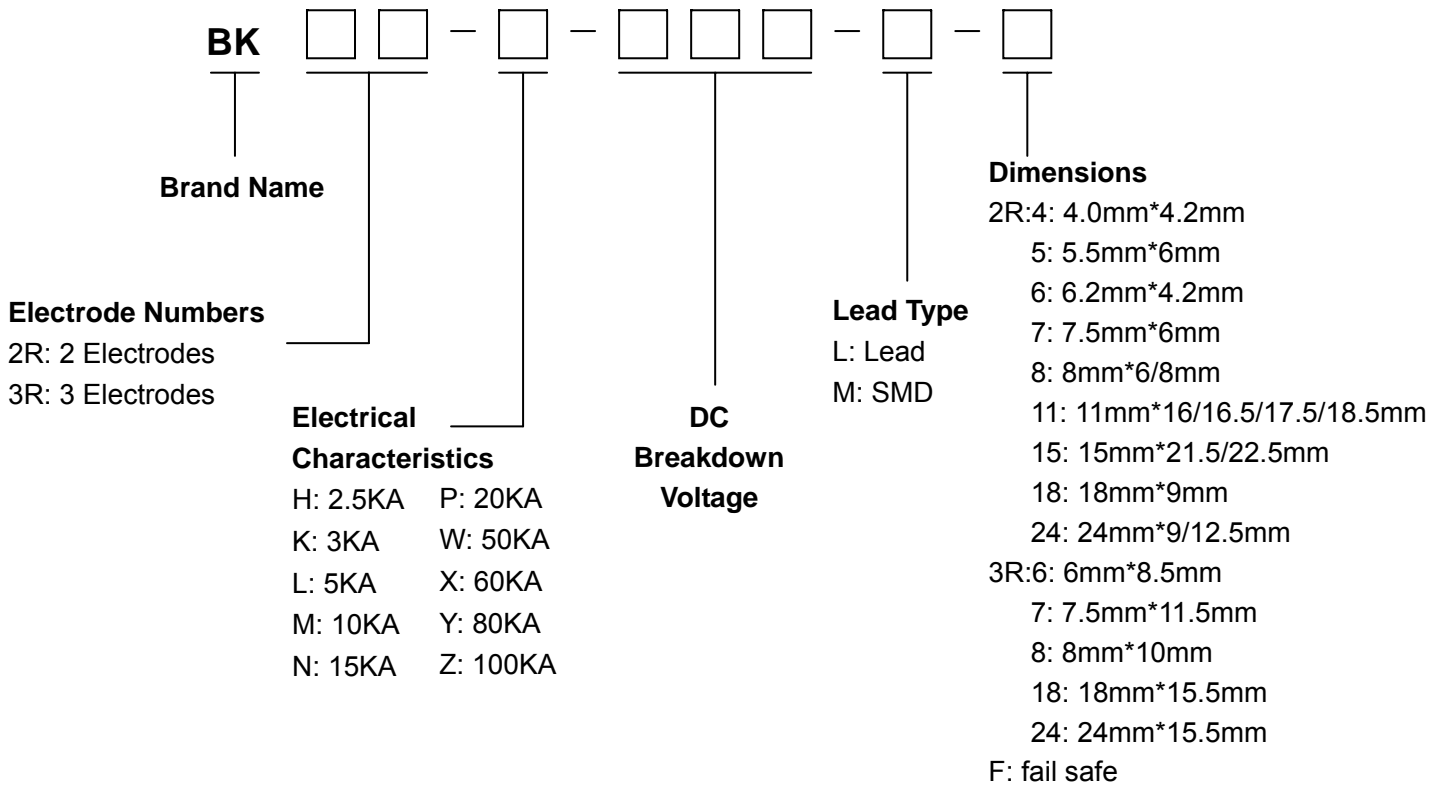 BK – – – –
Brand Name
Electrode Numbers
2R: 2 Electrodes
3R: 3 Electrodes
Electrical
Characteristics
H: 2.5KA P: 20KA
K: 3KA W: 50KA
L: 5KA X: 60KA
M: 10KA Y: 80KA
N: 15KA Z: 100KA
DC
Breakdown
Voltage
Lead Type
L: Lead
M: SMD
Dimensions
2R:4: 4.0mm*4.2mm
5: 5.5mm*6mm
6: 6.2mm*4.2mm
7: 7.5mm*6mm
8: 8mm*6/8mm
11: 11mm*16/16.5/17.5/18.5mm
15: 15mm*21.5/22.5mm
18: 18mm*9mm
24: 24mm*9/12.5mm
3R:6: 6mm*8.5mm
7: 7.5mm*11.5mm
8: 8mm*10mm
18: 18mm*15.5mm
24: 24mm*15.5mm
F: fail safe